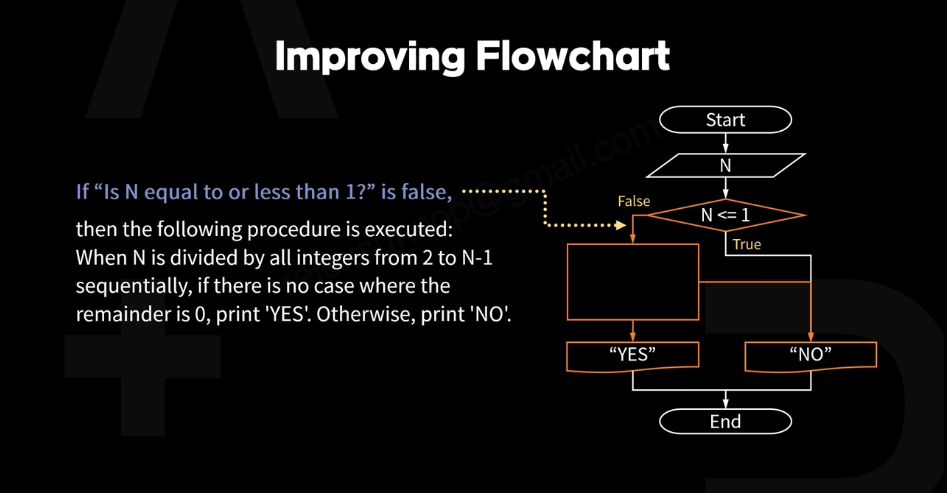 Improving Flowchart
If “Is N equal to or less than 1?” is false,
then the following procedure is executed:
When N is divided by all integers from 2 to N-1
sequentially, if there is no case where the
remainder is 0, print 'YES'. Otherwise, print 'NO'.
Start
N
False
N <= 1
True
“YES”
“NO”
End